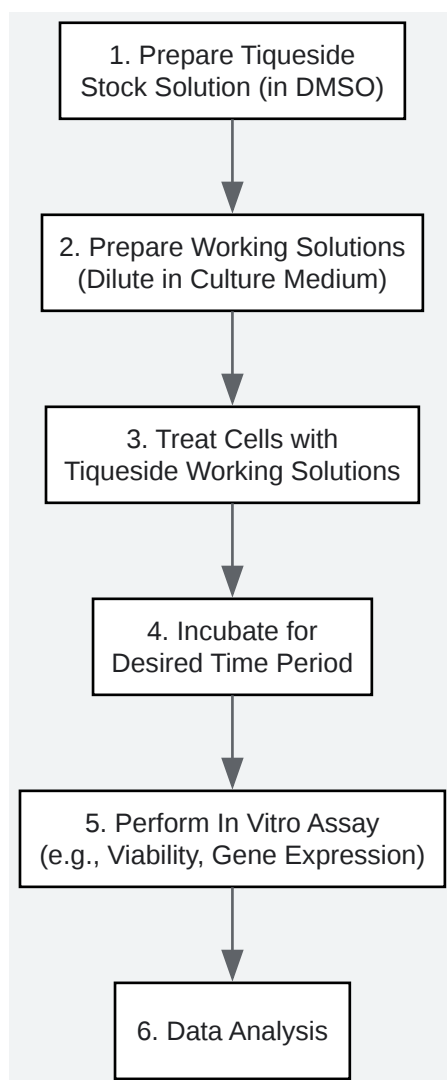 1. Prepare Tiqueside
Stock Solution (in DMSO)
2. Prepare Working Solutions
(Dilute in Culture Medium)
3. Treat Cells with
Tiqueside Working Solutions
4. Incubate for
Desired Time Period
5. Perform In Vitro Assay
(e.g., Viability, Gene Expression)
6. Data Analysis